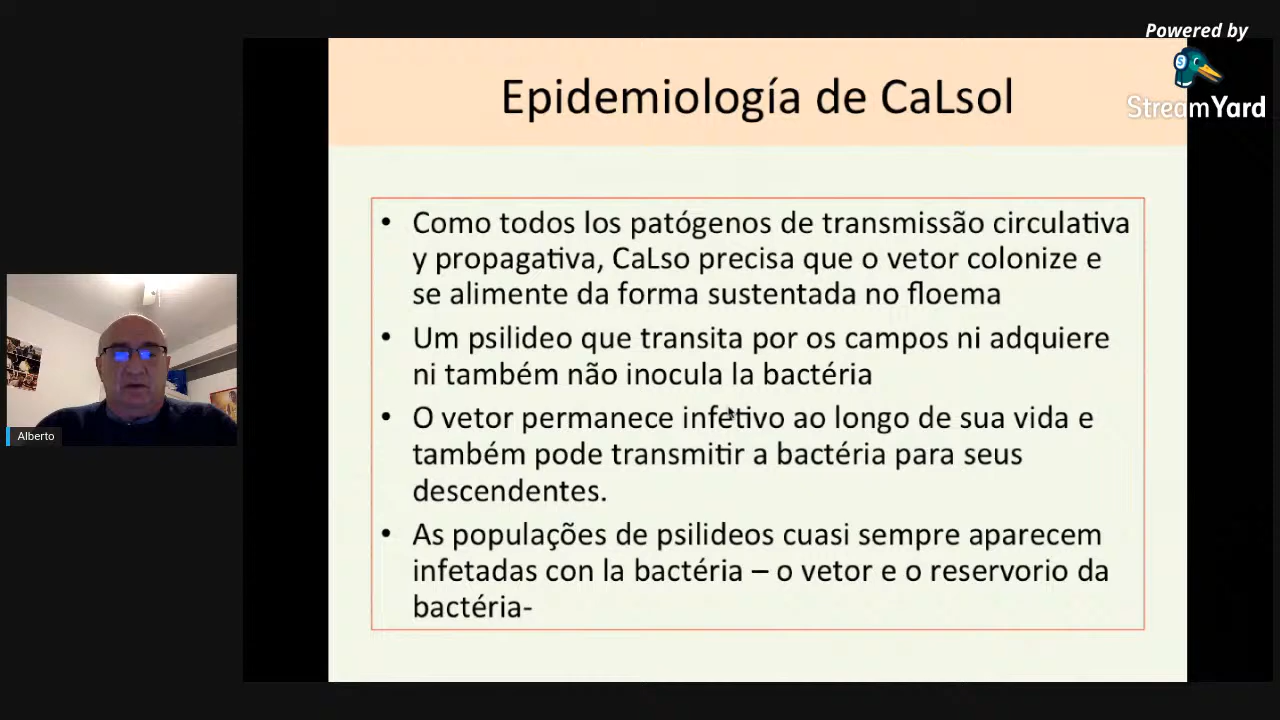 Powered by
StreamYard
Epidemiología de CaLsol
• Como todos los patógenos de transmissão circulativa
y propagativa, CaLso precisa que o vetor colonize e
se alimente da forma sustentada no floema
• Um psilideo que transita por os campos ni adquiere
ni também não inocula la bactéria
• O vetor permanece infetivo ao longo de sua vida e
também pode transmitir a bactéria para seus
descendentes.
• As populações de psilideos cuasi sempre aparecem
infetadas con la bactéria – o vetor e o reservorio da
bactéria-
Alberto